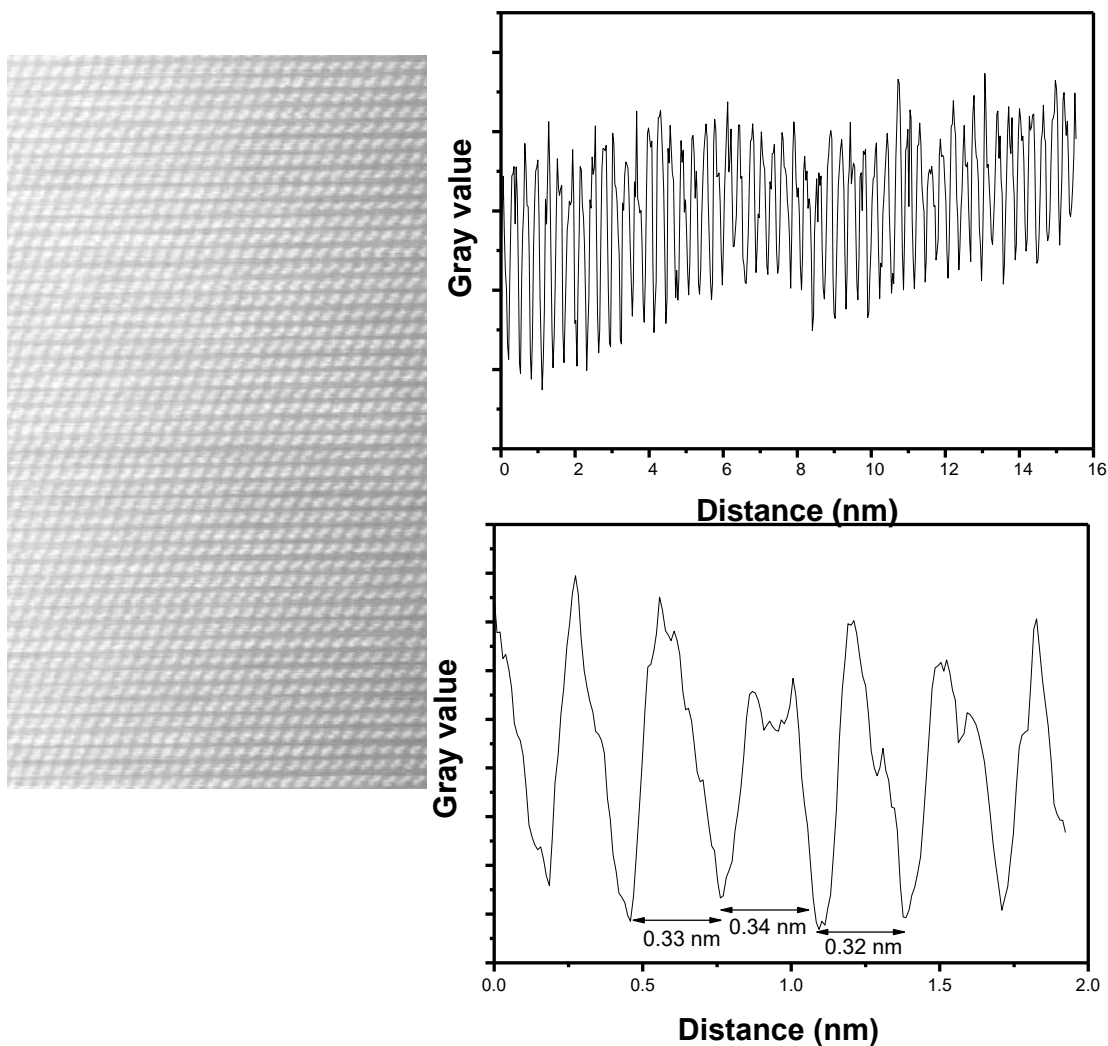 Gray value
0 2 4 6 8 10 12 14 16
Distance (nm)
Gray value
0.33 nm
0.34 nm
0.32 nm
0.0 0.5 1.0 1.5 2.0
Distance (nm)